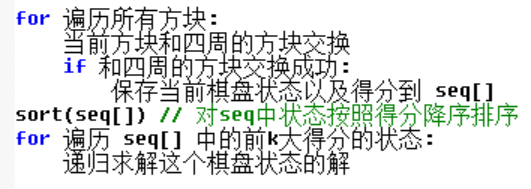 for 遍历所有方块:
当前方块和四周的方块交换
if 和四周的方块交换成功:
保存当前棋盘状态以及得分到 seq[]
sort(seq[]) // 对seq中状态按照得分降序排序
for 遍历 seq[] 中的前k大得分的状态:
递归求解这个棋盘状态的解